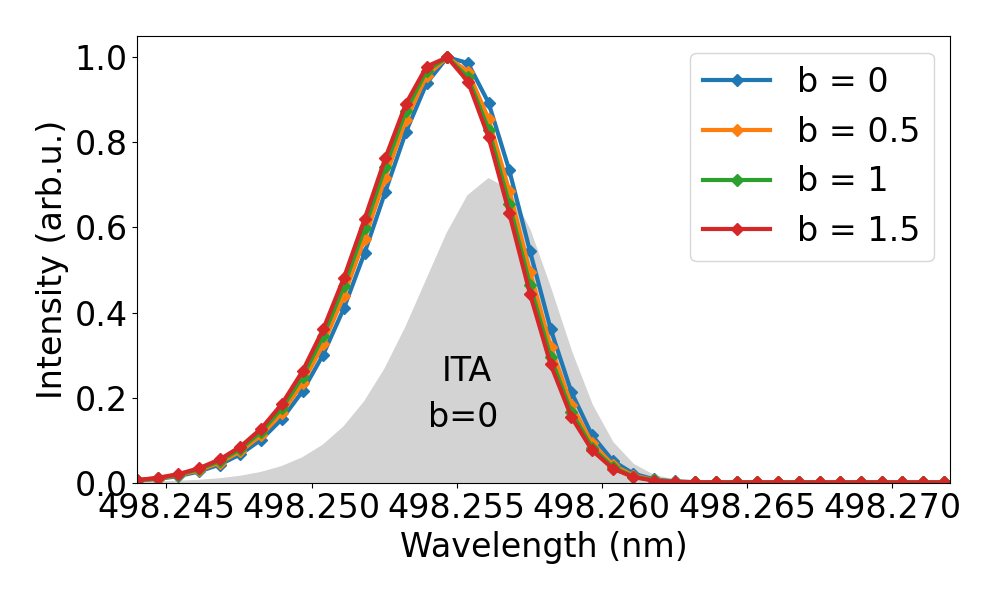 1.0
0.8
0.6
0.4
0.2
0.0
Intensity (arb.u.)
b = 0
b = 0.5
b = 1
b = 1.5
ITA
b=0
498.245 498.250 498.255 498.260 498.265 498.270
Wavelength (nm)